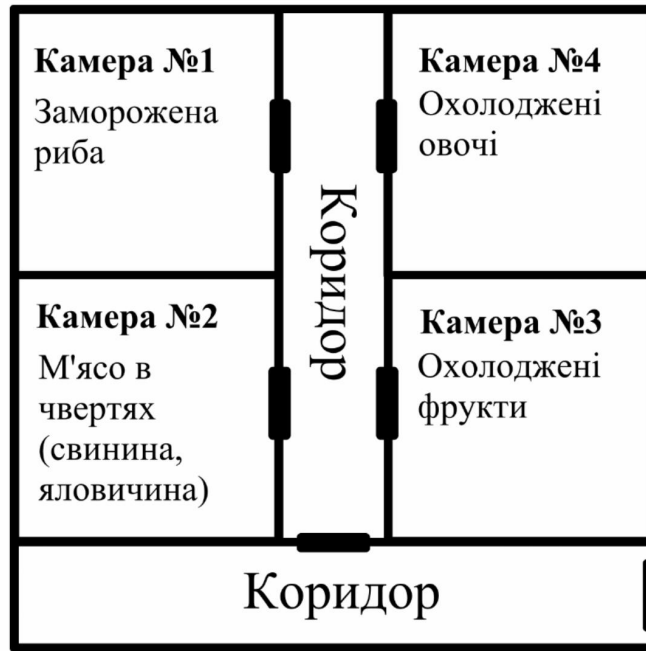 Камера №1
Заморожена
риба
Камера №4
Охолоджені
овочі
Коридор
Камера №2
М'ясо в
чвертях
(свинина,
яловичина)
Камера №3
Охолоджені
фрукти
Коридор